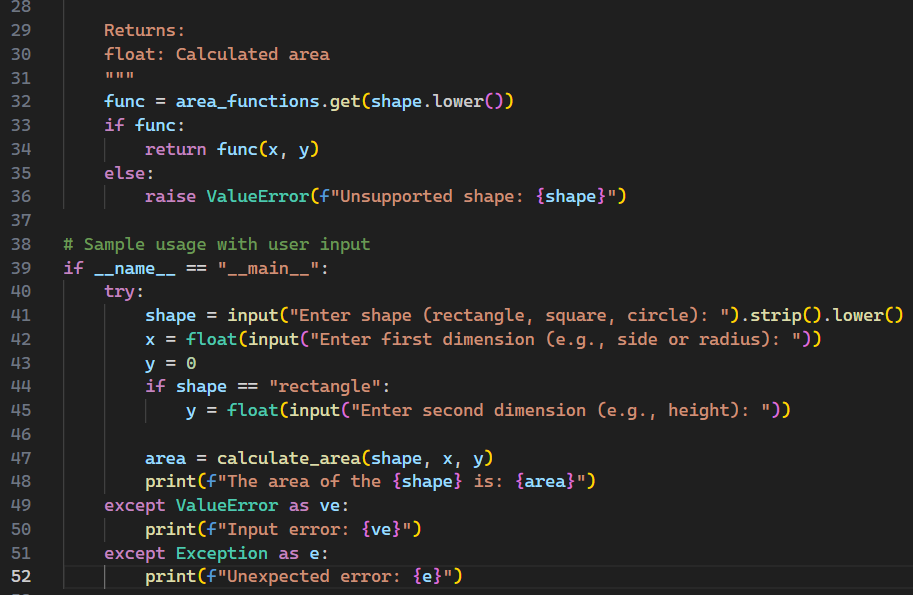 28
29 Returns:
30 float: Calculated area
31 """
32 func = area_functions.get(shape.lower())
33 if func:
34 return func(x, y)
35 else:
36 raise ValueError(f"Unsupported shape: {shape}")
37
38 # Sample usage with user input
39 if __name__ == "__main__":
40 try:
41 shape = input("Enter shape (rectangle, square, circle): ").strip().lower()
42 x = float(input("Enter first dimension (e.g., side or radius): "))
43 y = 0
44 if shape == "rectangle":
45 y = float(input("Enter second dimension (e.g., height): "))
46
47 area = calculate_area(shape, x, y)
48 print(f"The area of the {shape} is: {area}")
49 except ValueError as ve:
50 print(f"Input error: {ve}")
51 except Exception as e:
52 print(f"Unexpected error: {e}")